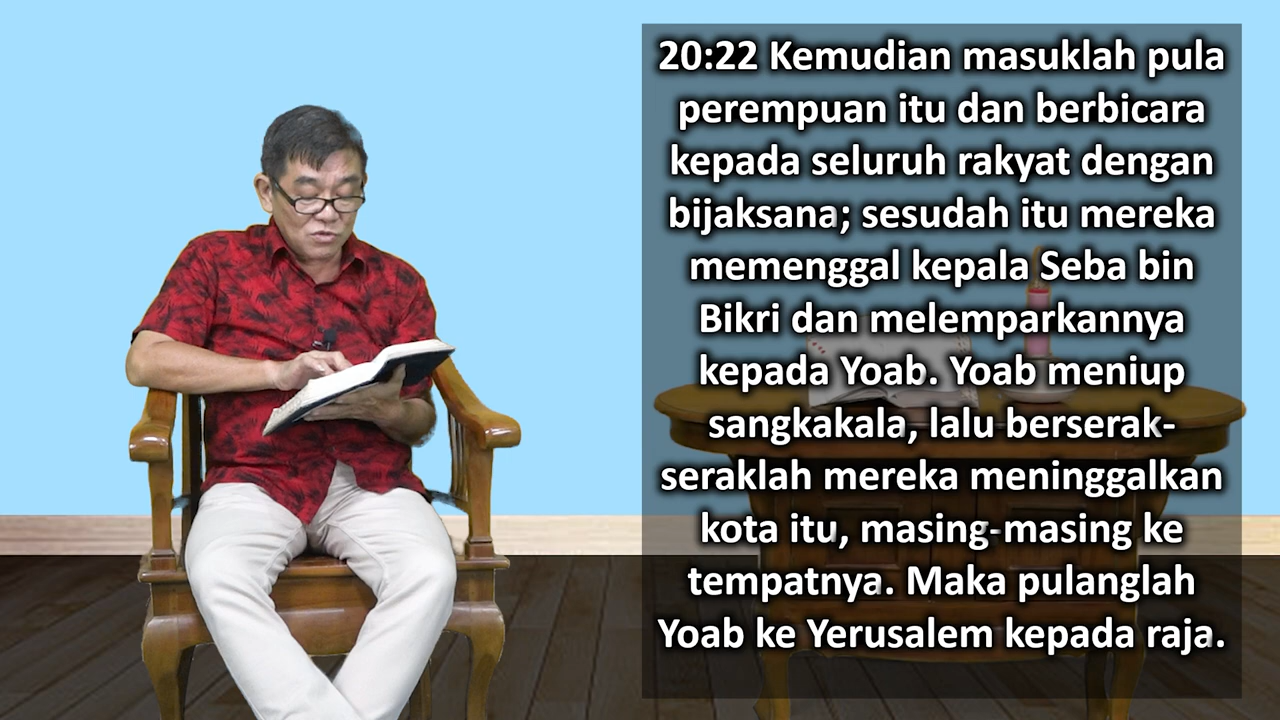 20:22 Kemudian masuklah pula
perempuan itu dan berbicara
kepada seluruh rakyat dengan
bijaksana; sesudah itu mereka
memenggal kepala Seba bin
Bikri dan melemparkannya
kepada Yoab. Yoab meniup
sangkakala, lalu berserak-
seraklah mereka meninggalkan
kota itu, masing-masing ke
tempatnya. Maka pulanglah
Yoab ke Yerusalem kepada raja.